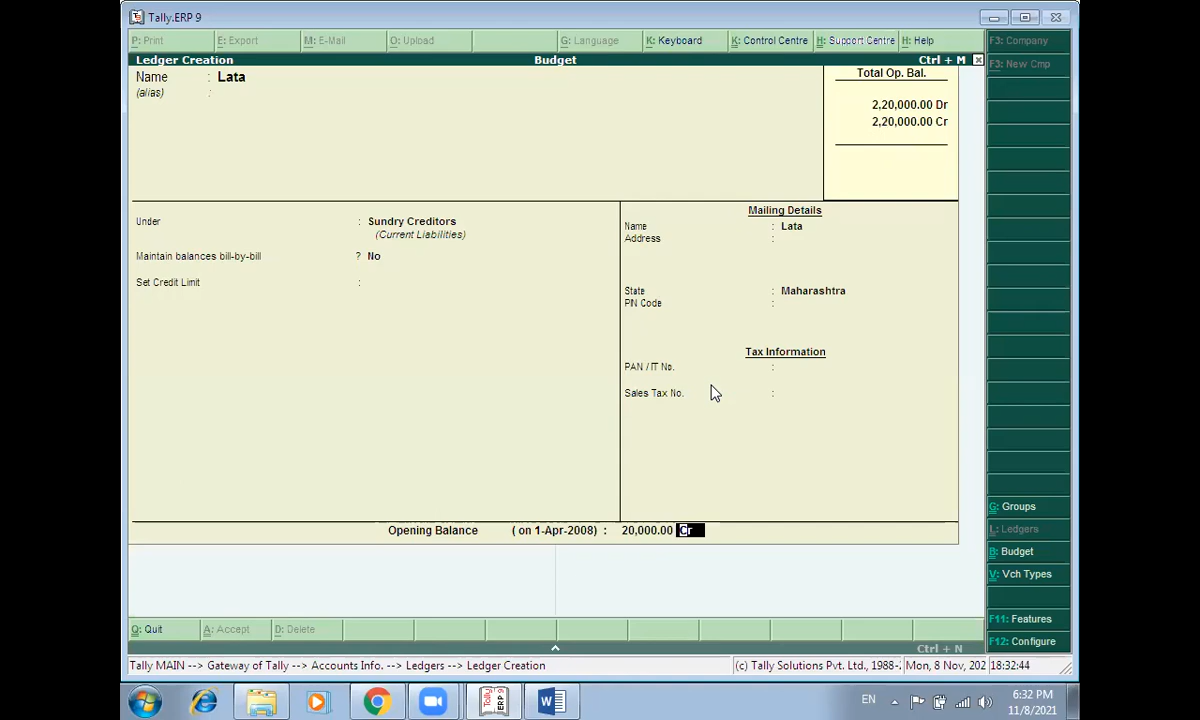 Tally.ERP 9
P: Print E: Export M: E-Mail O: Upload G: Language K: Keyboard K: Control Centre H: Support Centre H: Help F3: Company
Ledger Creation Budget Ctrl + M
F3: New Cmp
Name : Lata
(alias) :
Total Op. Bal.
2,20,000.00 Dr
2,20,000.00 Cr
Under : Sundry Creditors
(Current Liabilities)
Maintain balances bill-by-bill ? No
Set Credit Limit :
Mailing Details
Name : Lata
Address :
State : Maharashtra
PIN Code :
Tax Information
PAN / IT No. :
Sales Tax No. :
Opening Balance ( on 1-Apr-2008) : 20,000.00 Cr
G: Groups
L: Ledgers
B: Budget
V: Vch Types
F11: Features
F12: Configure
Q: Quit A: Accept D: Delete
Ctrl + N
Tally MAIN --> Gateway of Tally --> Accounts Info. --> Ledgers --> Ledger Creation (c) Tally Solutions Pvt. Ltd., 1988-2 Mon, 8 Nov, 202 18:32:44
Tally ERP 9
EN 6:32 PM
11/8/2021